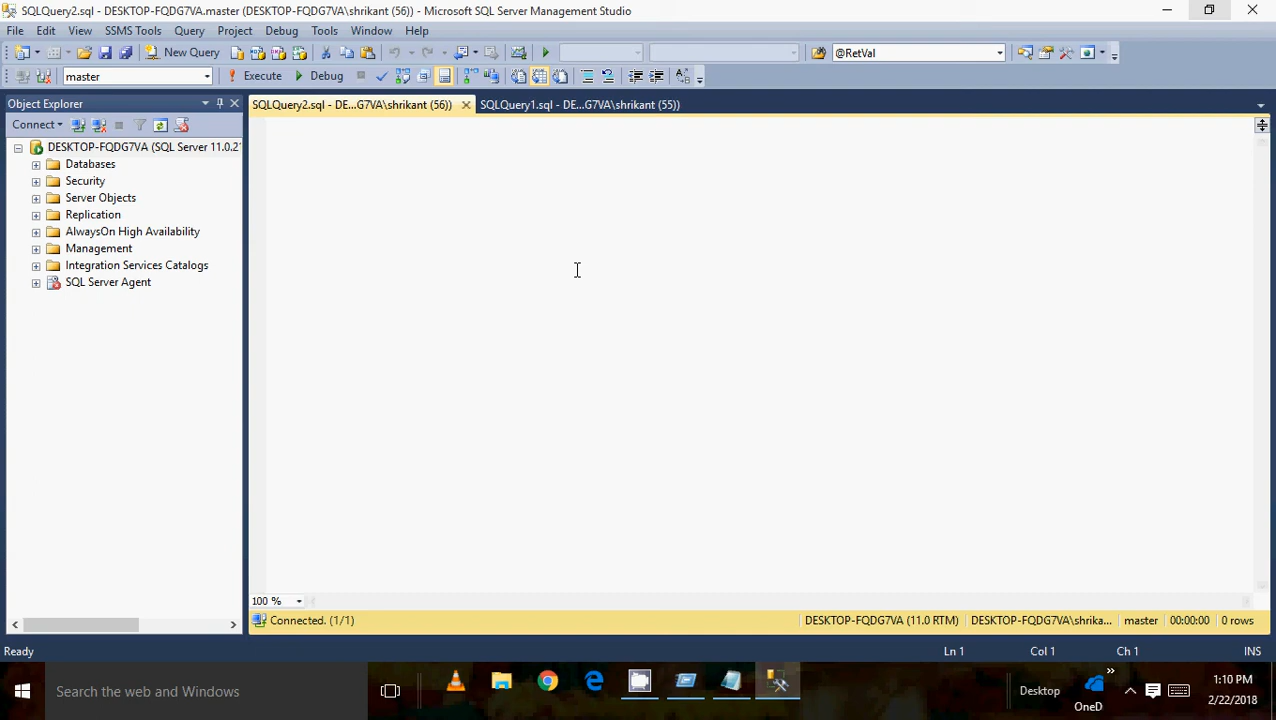 SQLQuery2.sql - DESKTOP-FQDG7VA.master (DESKTOP-FQDG7VA\shrikant (56)) - Microsoft SQL Server Management Studio
File Edit View SSMS Tools Query Project Debug Tools Window Help
New Query @RetVal
master Execute Debug
Object Explorer
SQLQuery2.sql - DE...G7VA\shrikant (56)) SQLQuery1.sql - DE...G7VA\shrikant (55))
Connect
DESKTOP-FQDG7VA (SQL Server 11.0.21
Databases
Security
Server Objects
Replication
AlwaysOn High Availability
Management
Integration Services Catalogs
SQL Server Agent
100 %
Connected. (1/1) DESKTOP-FQDG7VA (11.0 RTM) DESKTOP-FQDG7VA\shrika... master 00:00:00 0 rows
Ready Ln 1 Col 1 Ch 1 INS
Search the web and Windows
Desktop
OneD
1:10 PM
2/22/2018